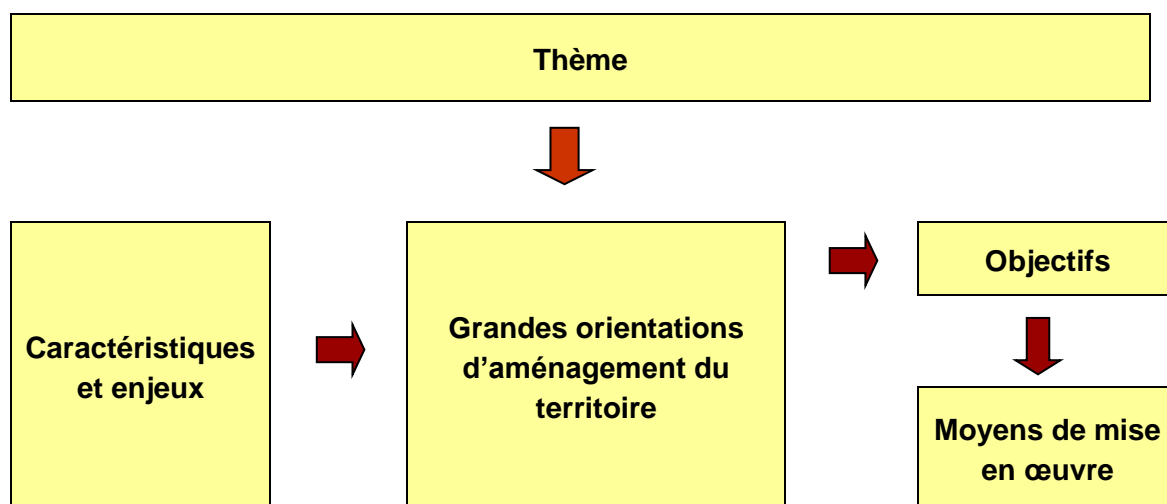 Thème
Caractéristiques
et enjeux
Grandes orientations
d’aménagement du
territoire
Objectifs
Moyens de mise
en œuvre